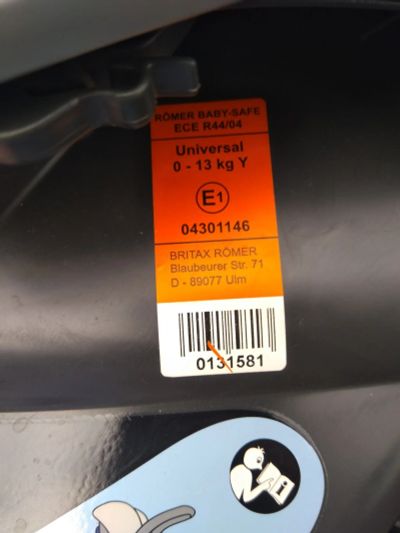 RÖMER BABY-SAFE
ECE R44/04
Universal
0 - 13 kg Y
E1
04301146
BRITAX RÖMER
Blaubeurer Str. 71
D - 89077 Ulm
0131581
i